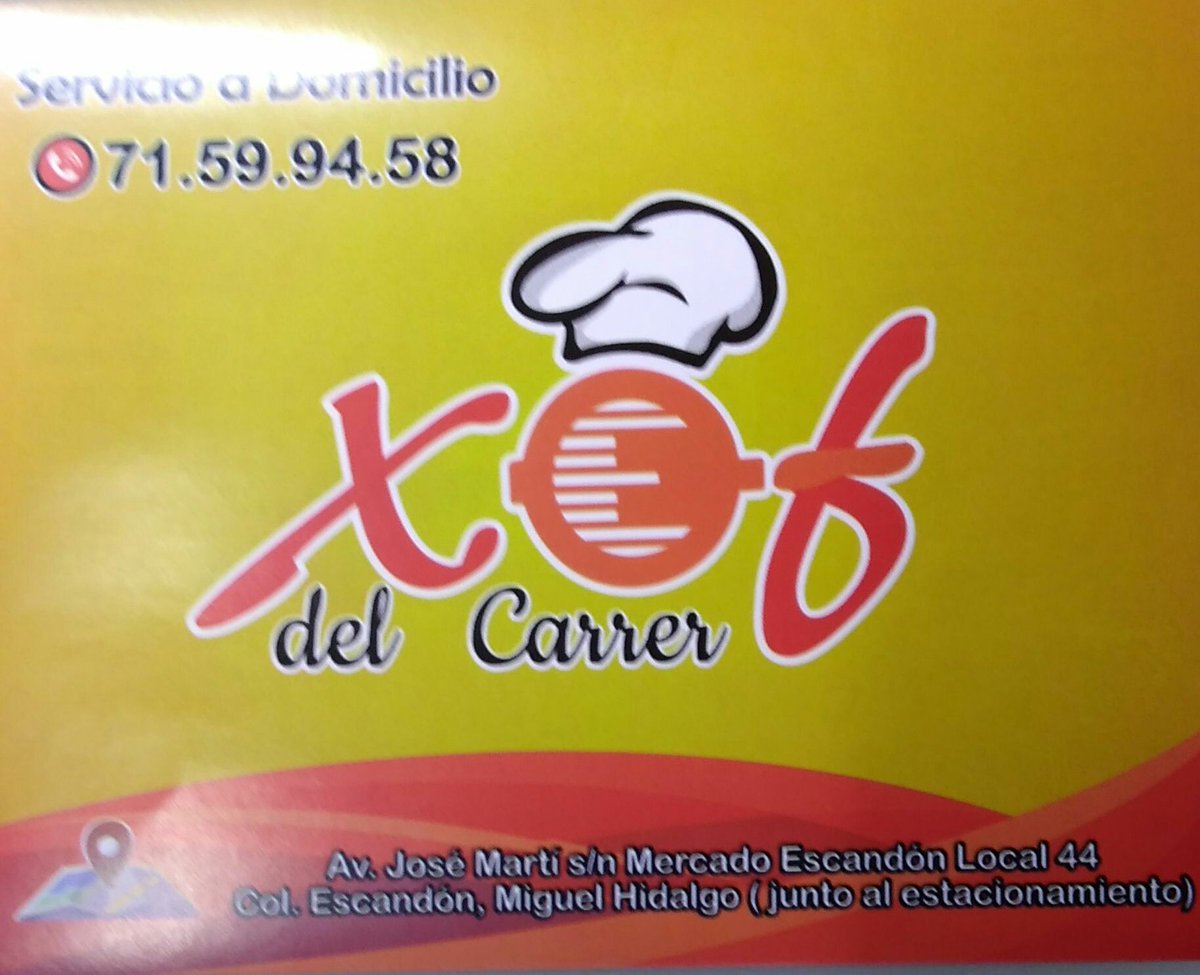 Servicio a Domicilio
71.59.94.58
Xof
del Carrer
Av. José Martí s/n Mercado Escandón Local 44
Col. Escandón, Miguel Hidalgo ( junto al estacionamiento)